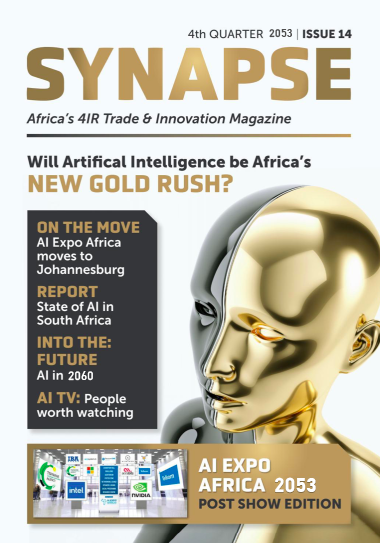 4th QUARTER 2053 | ISSUE 14
SYNAPSE
Africa's 4IR Trade & Innovation Magazine
Will Artifical Intelligence be Africa's
NEW GOLD RUSH?
ON THE MOVE
AI Expo Africa
moves to
Johannesburg
REPORT
State of AI in
South Africa
INTO THE:
FUTURE
AI in 2060
AI TV: People
worth watching
intel
NVIDIA
AI EXPO
AFRICA 2053
POST SHOW EDITION